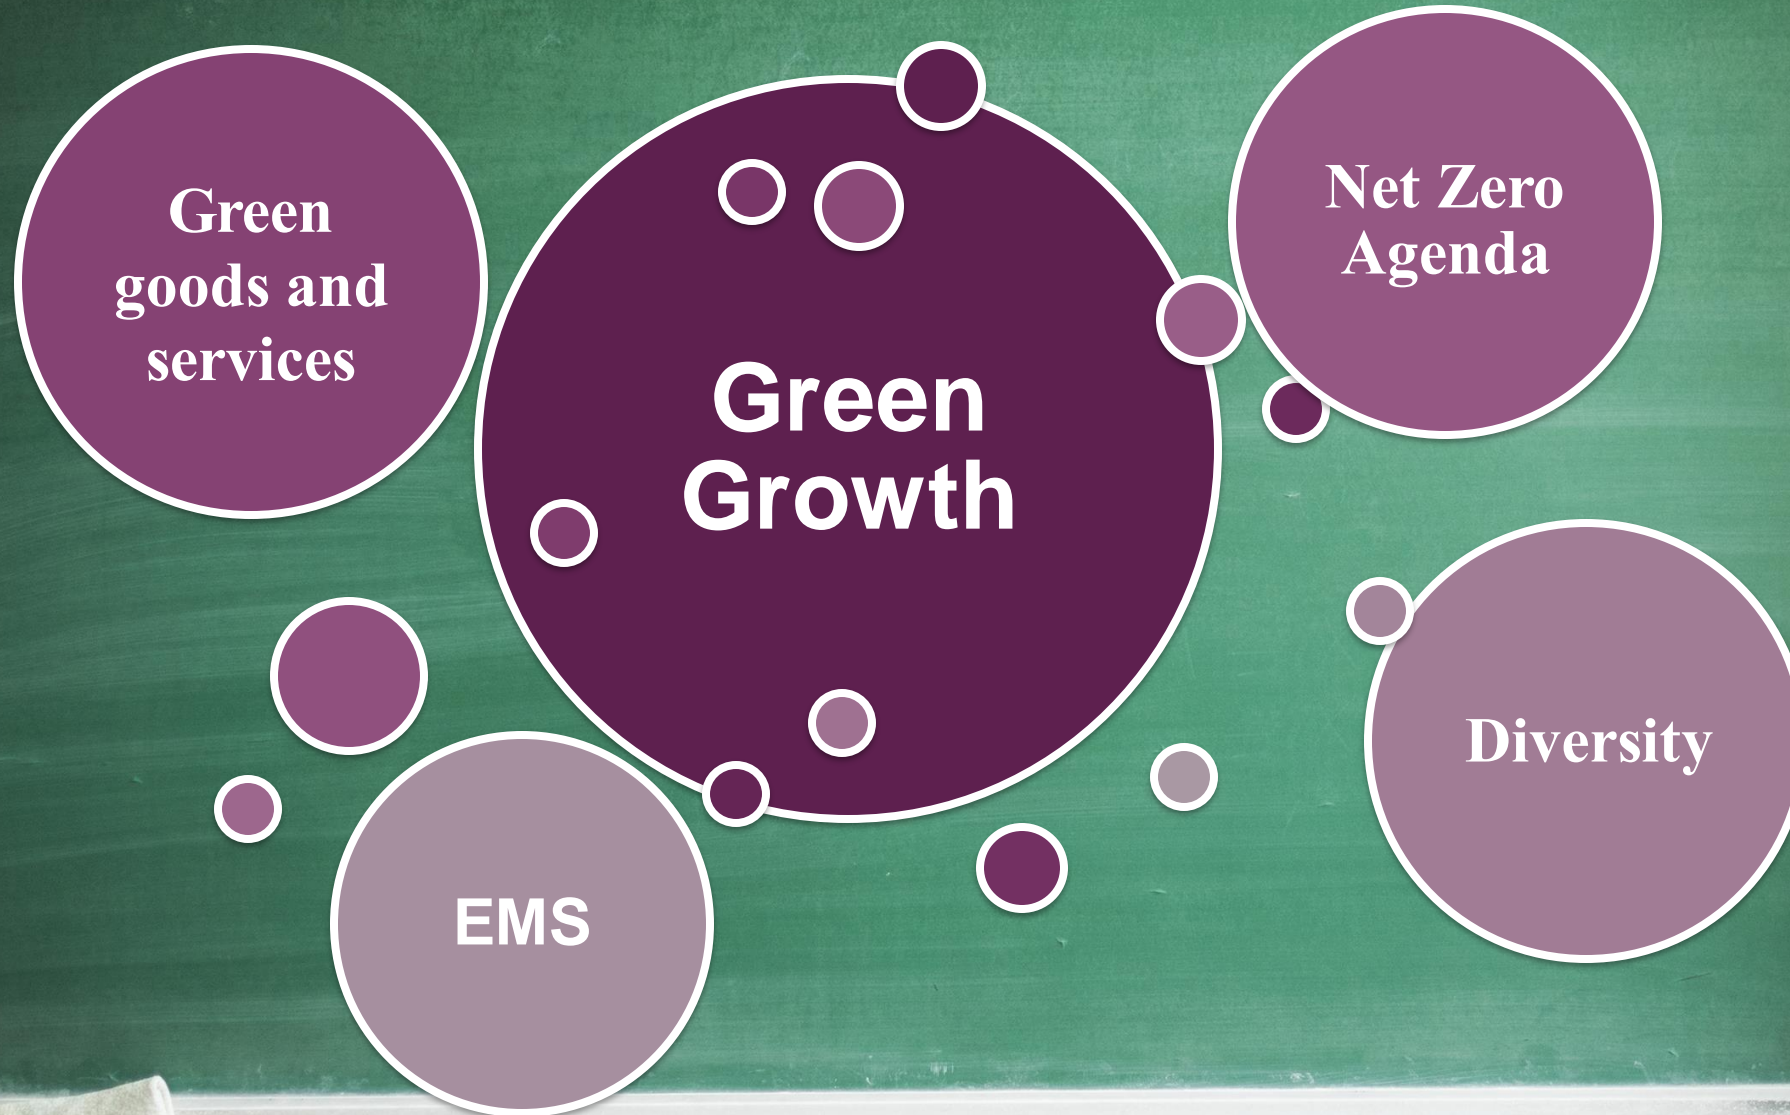 Green
goods and
services
Green
Growth
Net Zero
Agenda
Diversity
EMS